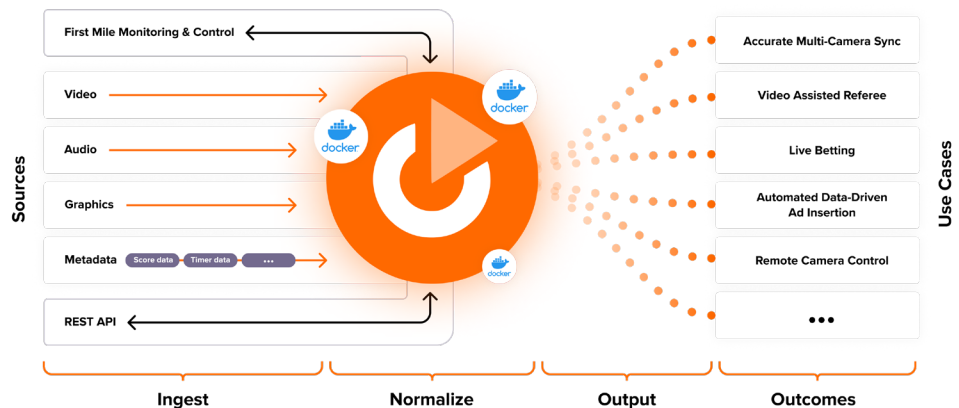 Sources
First Mile Monitoring & Control
Video
Audio
Graphics
Metadata
Score data
Timer data
...
REST API
docker
docker
docker
Accurate Multi-Camera Sync
Video Assisted Referee
Live Betting
Automated Data-Driven
Ad Insertion
Remote Camera Control
...
Use Cases
Ingest
Normalize
Output
Outcomes